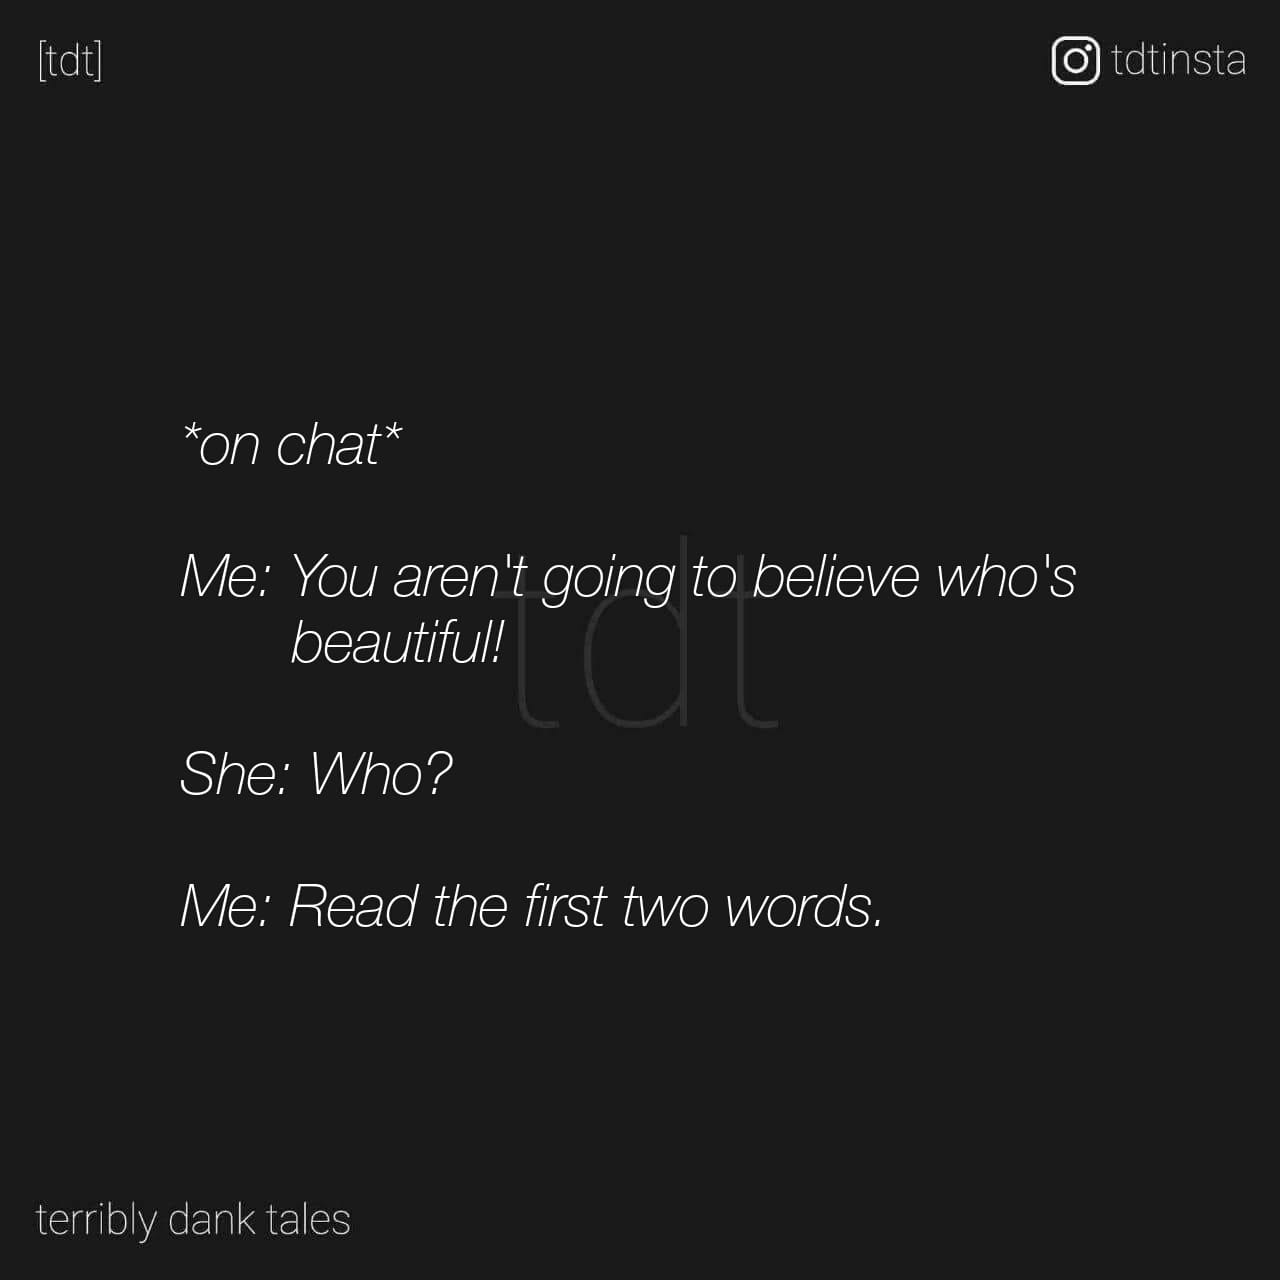 [tdt]
tdtinsta
*on chat*
Me: You aren't going to believe who's
beautiful!
tdt
She: Who?
Me: Read the first two words.
terribly dank tales